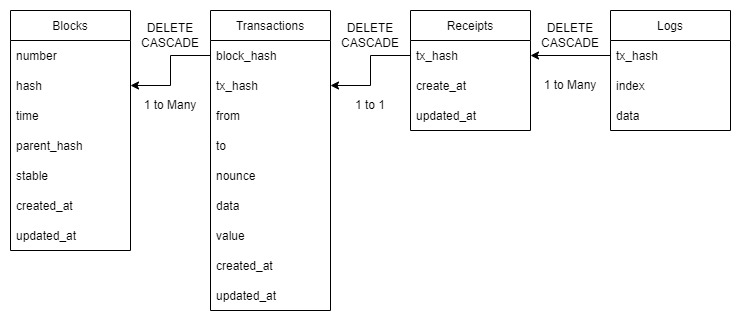 Blocks
number
hash
time
parent_hash
stable
created_at
updated_at
DELETE
CASCADE
1 to Many
Transactions
block_hash
tx_hash
from
to
nounce
data
value
created_at
updated_at
DELETE
CASCADE
1 to 1
Receipts
tx_hash
create_at
updated_at
DELETE
CASCADE
1 to Many
Logs
tx_hash
index
data